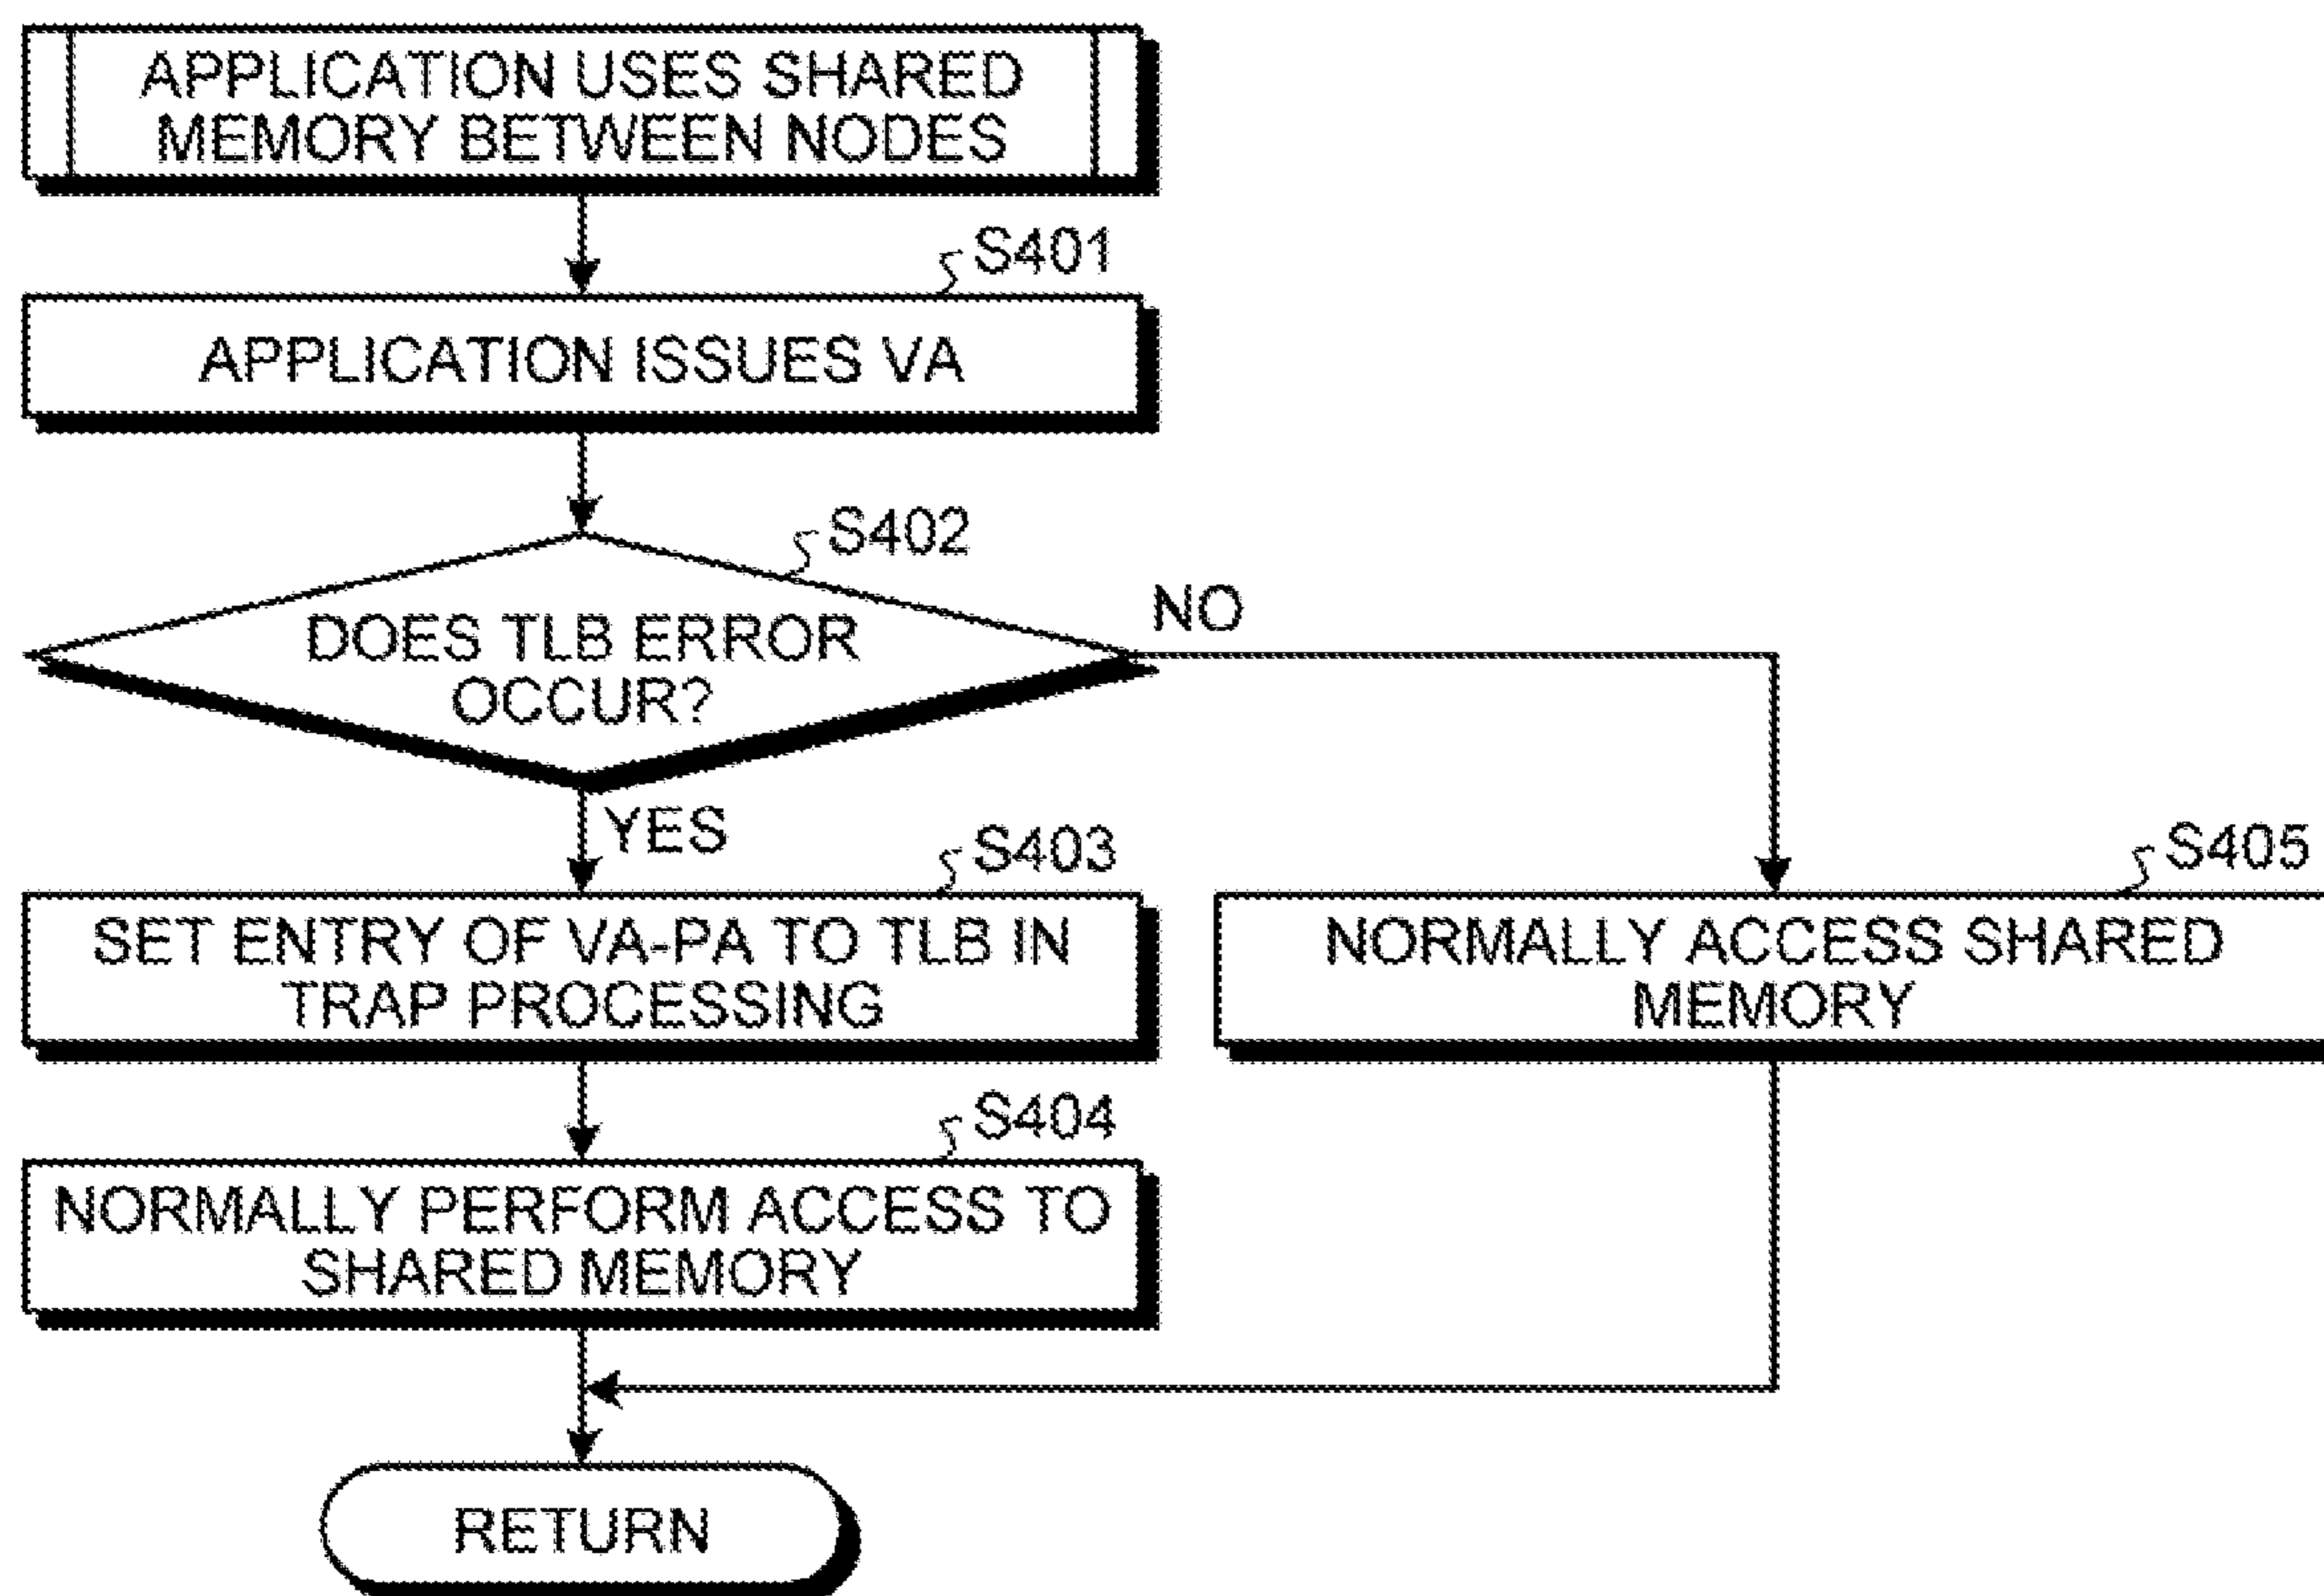 APPLICATION USES SHARED
MEMORY BETWEEN NODES
S401
APPLICATION ISSUES VA
S402
DOES TLB ERROR
OCCUR?
NO
YES
S403
SET ENTRY OF VA-PA TO TLB IN
TRAP PROCESSING
S405
NORMALLY ACCESS SHARED
MEMORY
S404
NORMALLY PERFORM ACCESS TO
SHARED MEMORY
RETURN